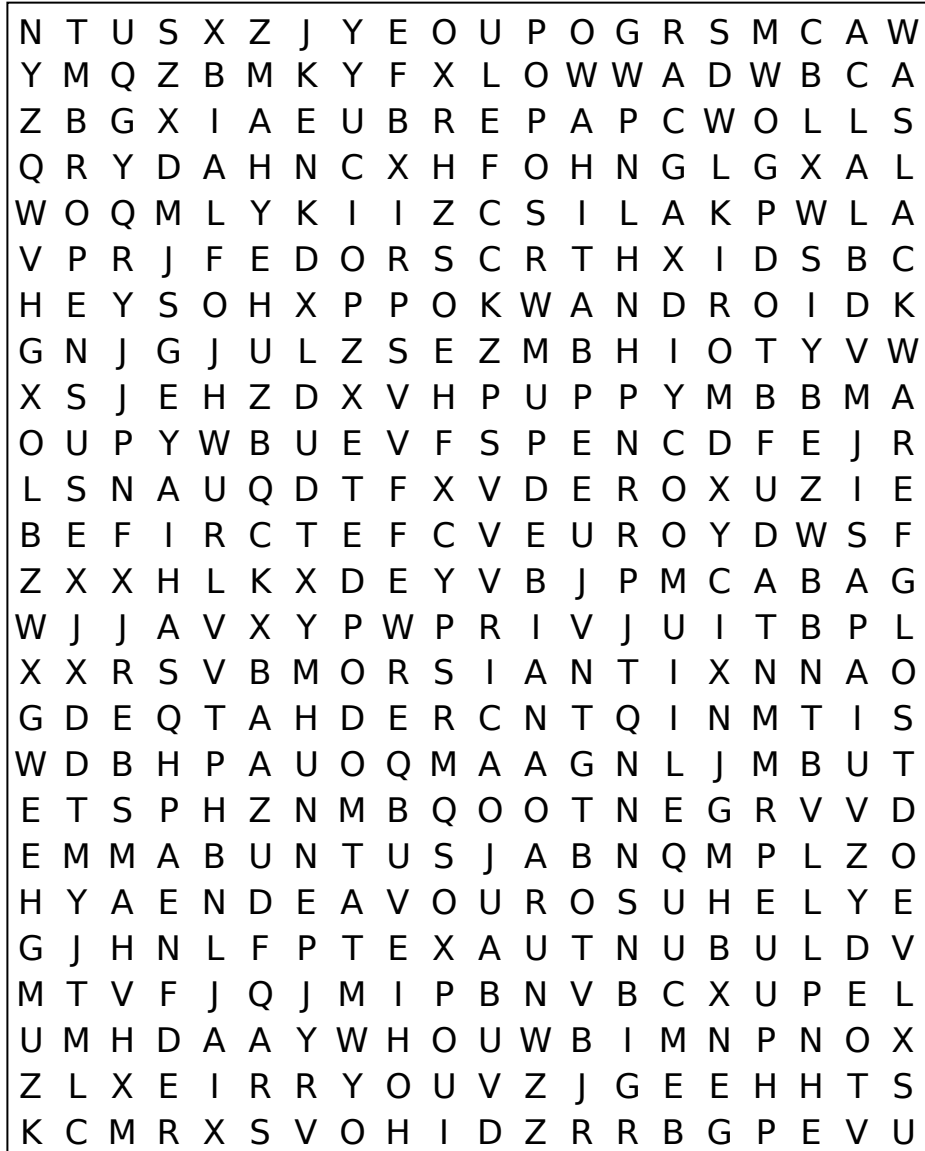 N T U S X Z J Y E O U P O G R S M C A W
Y M Q Z B M K Y F X L O W W A D W B C A
Z B G X I A E U B R E P A P C W O L L S
Q R Y D A H N C X H F O H N G L G X A L
W O Q M L Y K I I Z C S I L A K P W L A
V P R J F E D O R S C R T H X I D S B C
H E Y S O H X P P O K W A N D R O I D K
G N J G J U L Z S E Z M B H I O T Y V W
X S J E H Z D X V H P U P P Y M B B M A
O U P Y W B U E V F S P E N C D F E J R
L S N A U Q D T F X V D E R O X U Z I E
B E F I R C T E F C V E U R O Y D W S F
Z X X H L K X D E Y V B J P M C A B A G
W J J A V X Y P W P R I V J U I T B P L
X X R S V B M O R S I A N T I X N N A O
G D E Q T A H D E R C N T Q I N M T I S
W D B H P A U O Q M A A G N L J M B U T
E T S P H Z N M B Q O O T N E G R V V D
E M M A B U N T U S J A B N Q M P L Z O
H Y A E N D E A V O U R O S U H E L Y E
G J H N L F P T E X A U T N U B U L D V
M T V F J Q J M I P B N V B C X U P E L
U M H D A A Y W H O U W B I M N P N O X
Z L X E I R R Y O U V Z J G E E H H T S
K C M R X S V O H I D Z R R B G P E V U